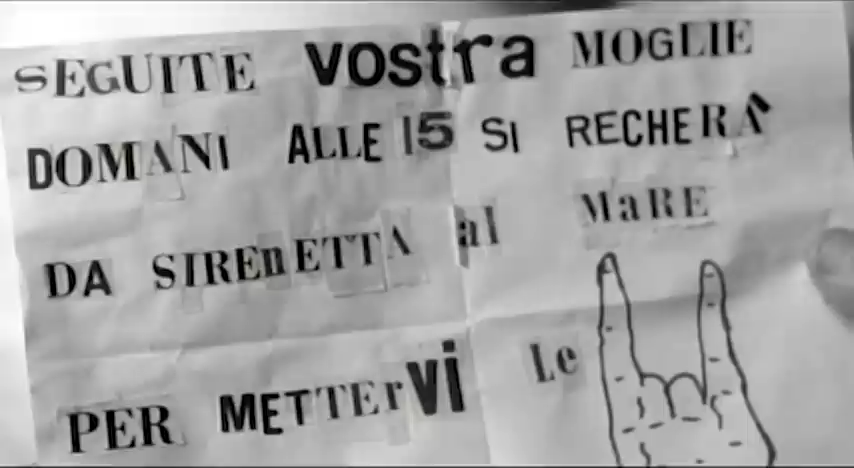 SEGUITE VOStra MOGLIE
DOMANI ALLE 15 SI RECHERÀ
DA SIREnETTA al MaRE
PER METTErVi Le